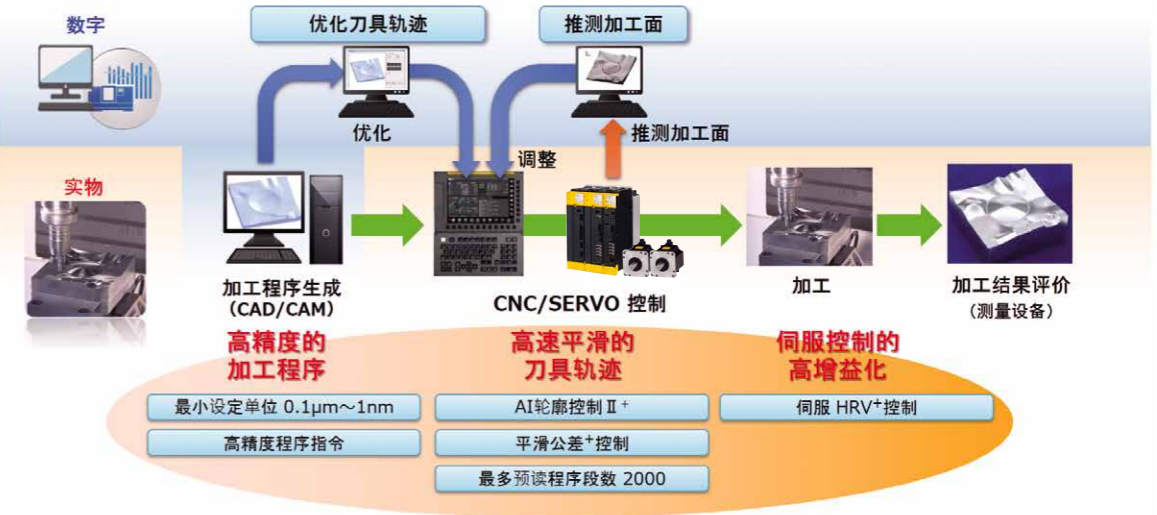 数字
优化刀具轨迹
推测加工面
优化
推测加工面
调整
实物
加工程序生成
（CAD/CAM）
CNC/SERVO 控制
加工
加工结果评价
（测量设备）
高精度的
加工程序
高速平滑的
刀具轨迹
伺服控制的
高增益化
最小设定单位 0.1μm～1nm
AI轮廓控制Ⅱ⁺
伺服 HRV⁺控制
高精度程序指令
平滑公差⁺控制
最多预读程序段数 2000